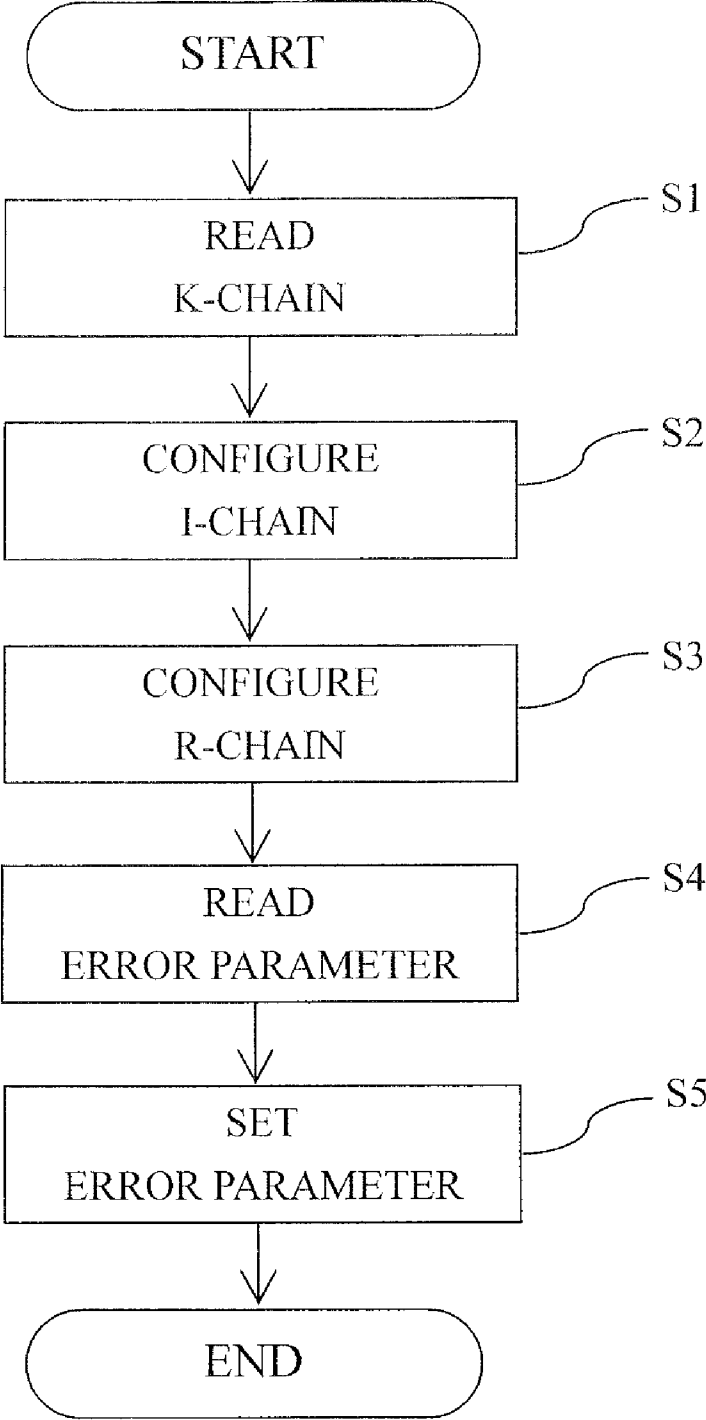 START
READ
K-CHAIN
S1
CONFIGURE
I-CHAIN
S2
CONFIGURE
R-CHAIN
S3
READ
ERROR PARAMETER
S4
SET
ERROR PARAMETER
S5
END